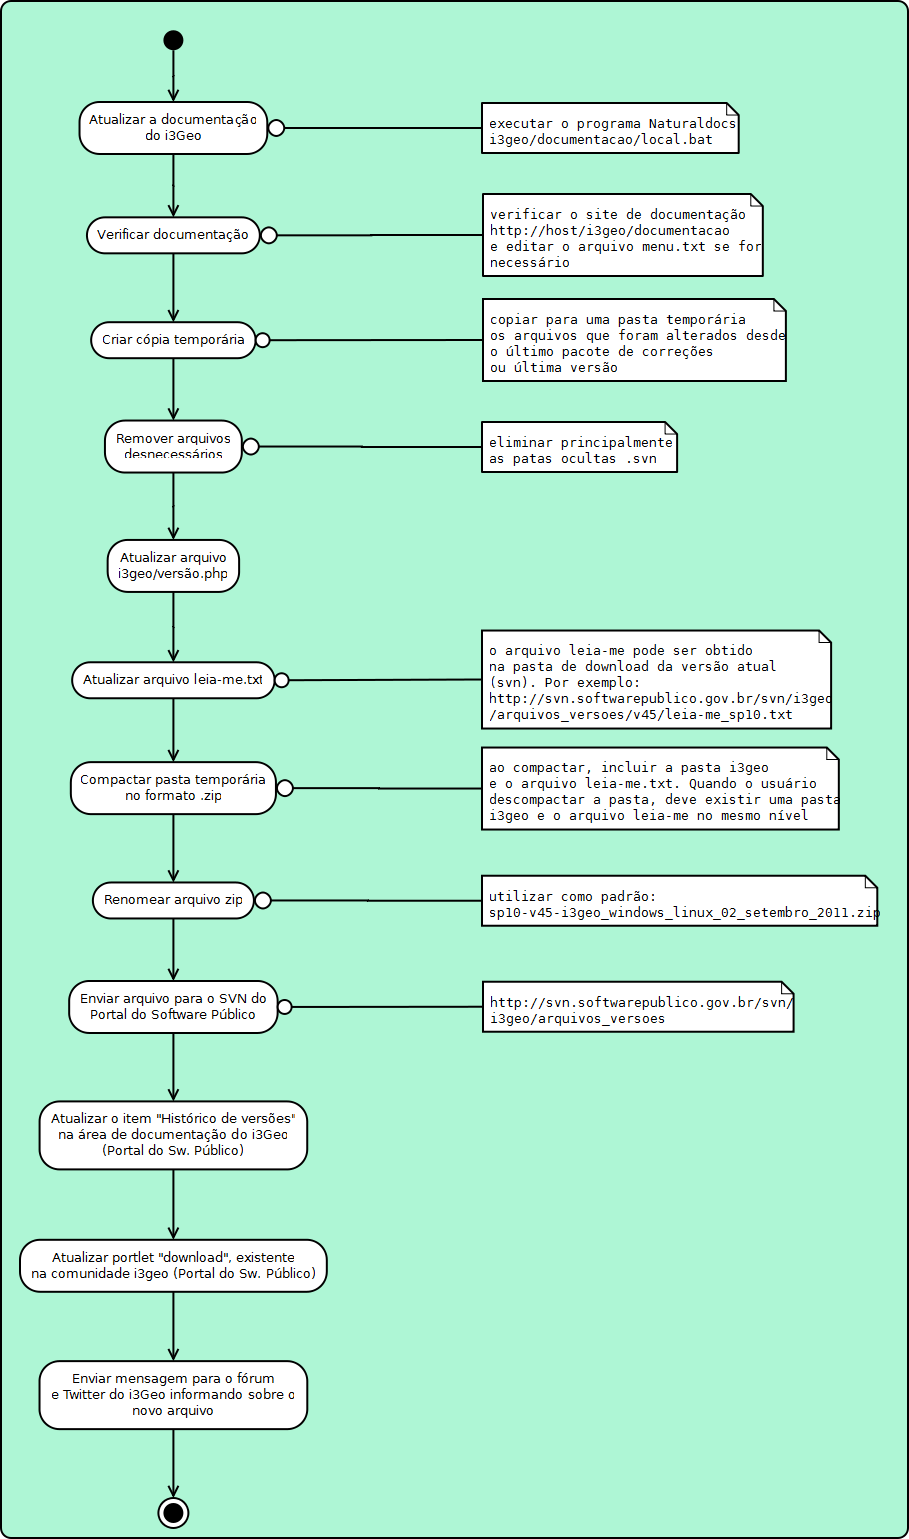 Atualizar a documentação
do i3Geo
executar o programa Naturaldocs
i3geo/documentacao/local.bat
Verificar documentação
verificar o site de documentação
http://host/i3geo/documentacao
e editar o arquivo menu.txt se for
necessário
Criar cópia temporária
copiar para uma pasta temporária
os arquivos que foram alterados desde
o último pacote de correções
ou última versão
Remover arquivos
desnecessários
eliminar principalmente
as patas ocultas .svn
Atualizar arquivo
i3geo/versão.php
Atualizar arquivo leia-me.txt
o arquivo leia-me pode ser obtido
na pasta de download da versão atual
(svn). Por exemplo:
http://svn.softwarepublico.gov.br/svn/i3geo
/arquivos_versoes/v45/leia-me_sp10.txt
Compactar pasta temporária
no formato .zip
ao compactar, incluir a pasta i3geo
e o arquivo leia-me.txt. Quando o usuário
descompactar a pasta, deve existir uma pasta
i3geo e o arquivo leia-me no mesmo nível
Renomear arquivo zip
utilizar como padrão:
sp10-v45-i3geo_windows_linux_02_setembro_2011.zip
Enviar arquivo para o SVN do
Portal do Software Público
http://svn.softwarepublico.gov.br/svn/
i3geo/arquivos_versoes
Atualizar o item "Histórico de versões"
na área de documentação do i3Geo
(Portal do Sw. Público)
Atualizar portlet "download", existente
na comunidade i3geo (Portal do Sw. Público)
Enviar mensagem para o fórum
e Twitter do i3Geo informando sobre o
novo arquivo